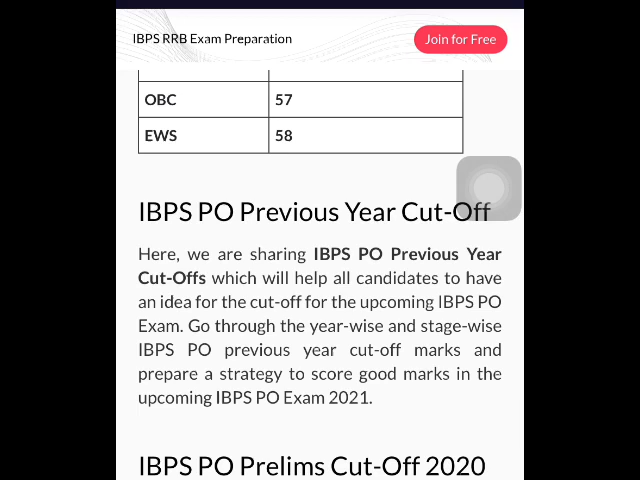 IBPS RRB Exam Preparation
Join for Free
OBC 57
EWS 58
IBPS PO Previous Year Cut-Off
Here, we are sharing IBPS PO Previous Year
Cut-Offs which will help all candidates to have
an idea for the cut-off for the upcoming IBPS PO
Exam. Go through the year-wise and stage-wise
IBPS PO previous year cut-off marks and
prepare a strategy to score good marks in the
upcoming IBPS PO Exam 2021.
IBPS PO Prelims Cut-Off 2020